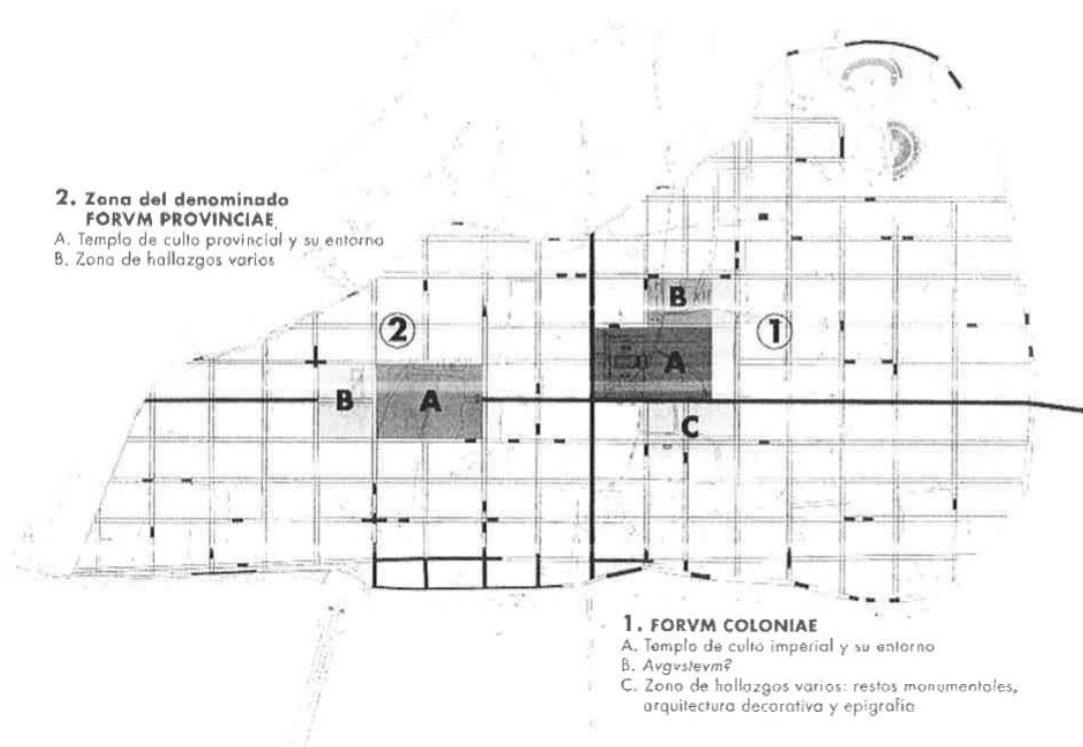 2. Zona del denominado
FORVM PROVINCIAE
A. Templo de culto provincial y su entorno
B. Zona de hallazgos varios
B
2
1
A
B
A
C
1. FORVM COLONIAE
A. Templo de culto imperial y su entorno
B. Avgvstevm?
C. Zona de hallazgos varios: restos monumentales,
arquitectura decorativa y epigrafía